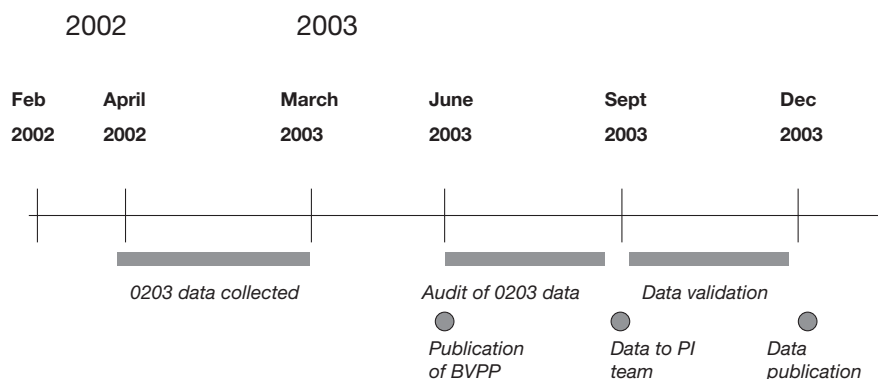 2002 2003
Feb April March June Sept Dec
2002 2002 2003 2003 2003 2003
0203 data collected Audit of 0203 data Data validation
Publication Data to PI Data
of BVPP team publication